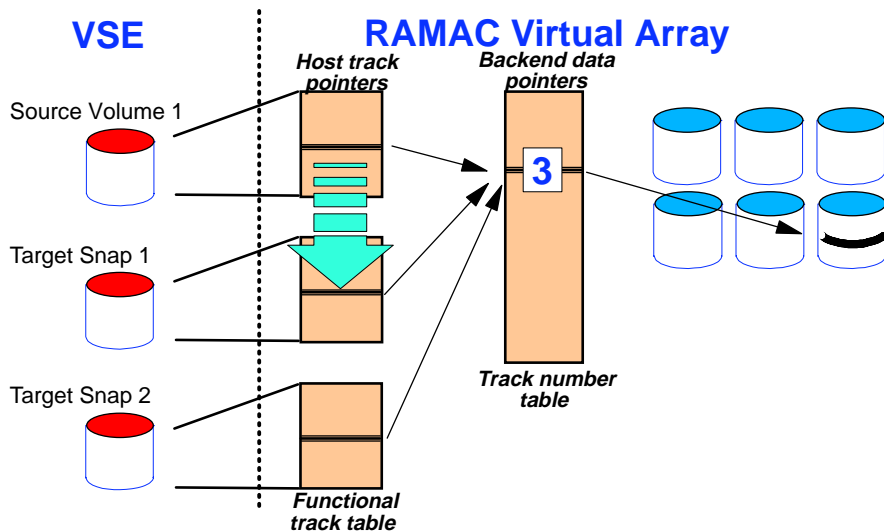 VSE
RAMAC Virtual Array
Host track
pointers
Backend data
pointers
Source Volume 1
3
Target Snap 1
Track number
table
Target Snap 2
Functional
track table